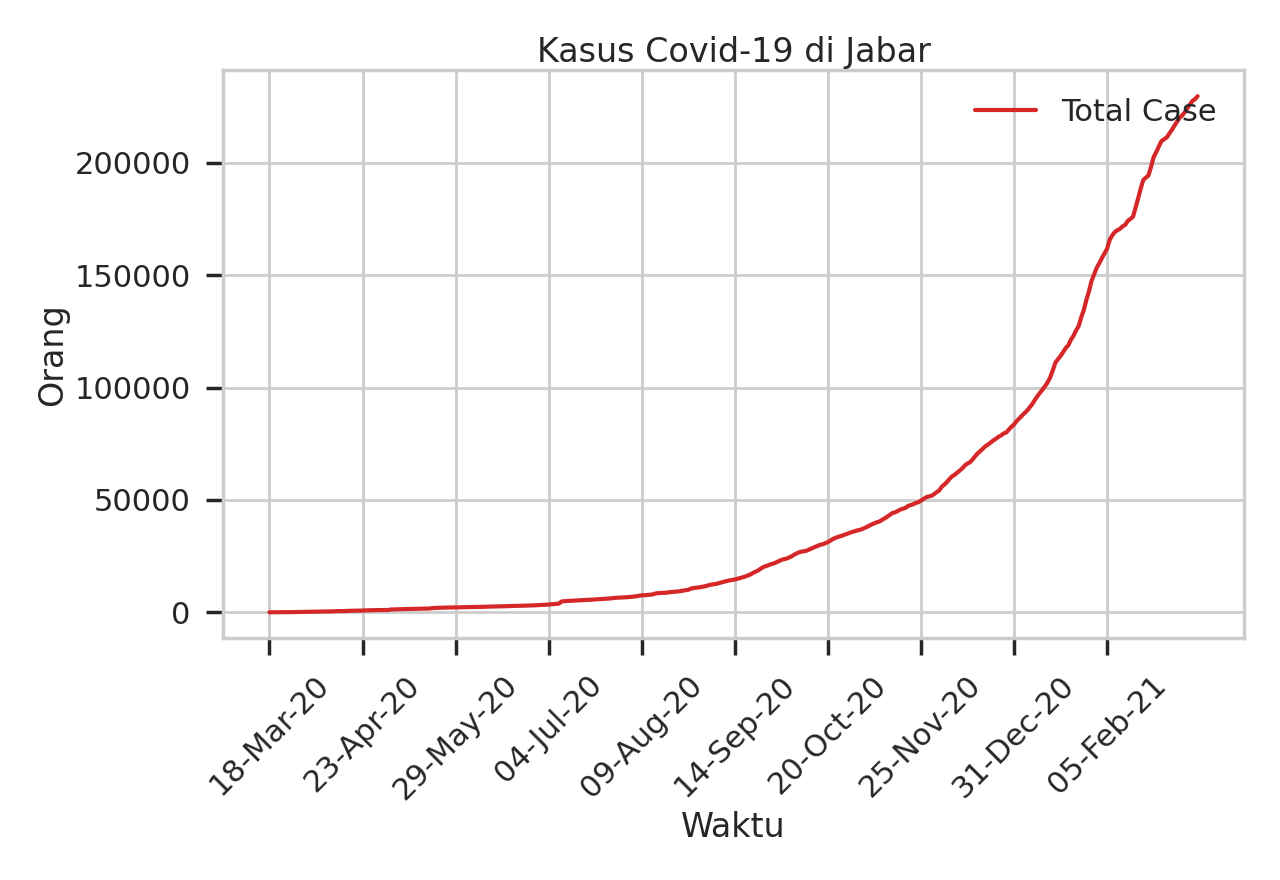 Kasus Covid-19 di Jabar
Total Case
200000
150000
100000
50000
0
Orang
18-Mar-20
23-Apr-20
29-May-20
04-Jul-20
09-Aug-20
14-Sep-20
20-Oct-20
25-Nov-20
31-Dec-20
05-Feb-21
Waktu